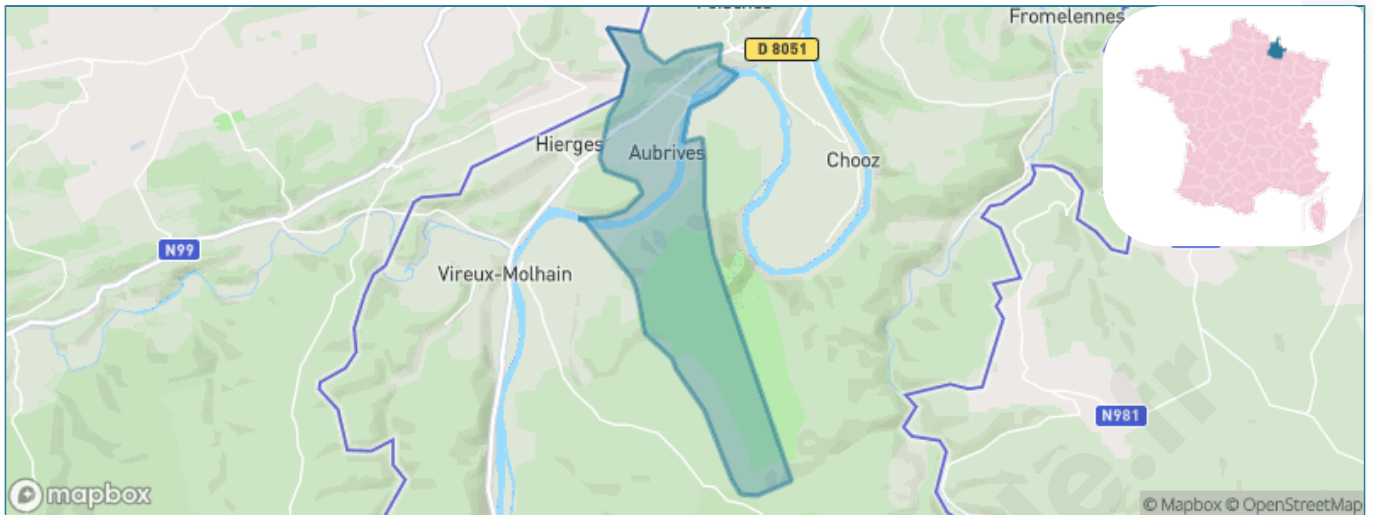 Fromelennes
D 8051
Hierges
Aubrives
Chooz
N99
Vireux-Molhain
N981
mapbox
© Mapbox © OpenStreetMap